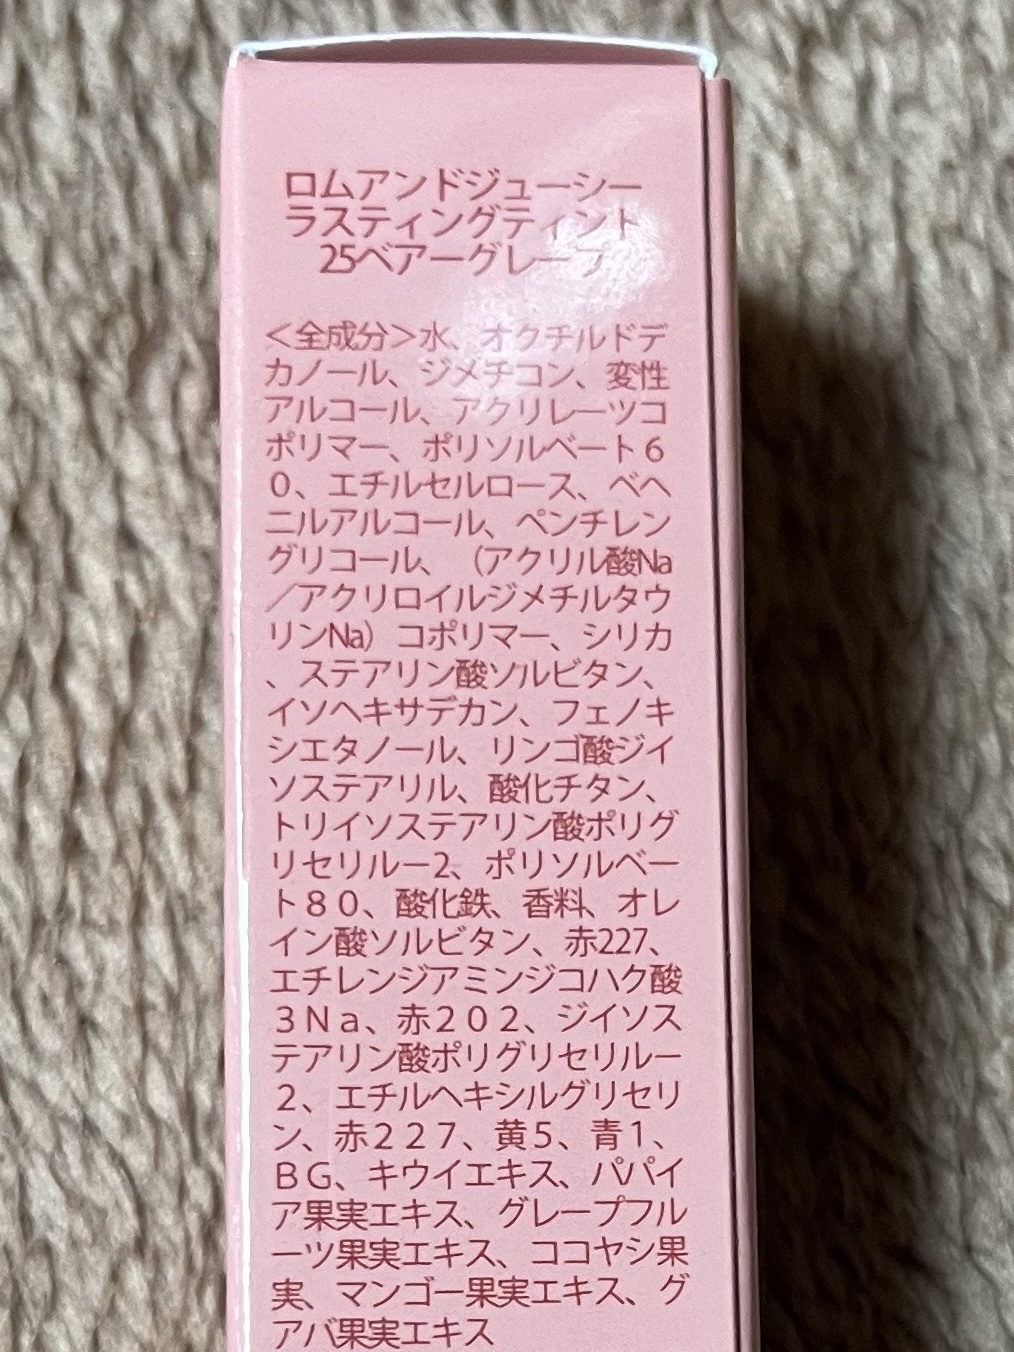 ロムアンドジューシー
ラスティングティント
25ベアーグレープ
＜全成分＞水、オクチルドデ
カノール、ジメチコン、変性
アルコール、アクリレーツコ
ポリマー、ポリソルベート６
０、エチルセルロース、ベヘ
ニルアルコール、ペンチレン
グリコール、（アクリル酸Na
／アクリロイルジメチルタウ
リンNa）コポリマー、シリカ
、ステアリン酸ソルビタン、
イソヘキサデカン、フェノキ
シエタノール、リンゴ酸ジイ
ソステアリル、酸化チタン、
トリイソステアリン酸ポリグ
リセリルー2、ポリソルベー
ト８０、酸化鉄、香料、オレ
イン酸ソルビタン、赤227、
エチレンジアミンジコハク酸
３Ｎａ、赤２０２、ジイソス
テアリン酸ポリグリセリルー
２、エチルヘキシルグリセリ
ン、赤２２７、黄５、青１、
ＢＧ、キウイエキス、パパイ
ア果実エキス、グレープフル
ーツ果実エキス、ココヤシ果
実、マンゴー果実エキス、グ
アバ果実エキス